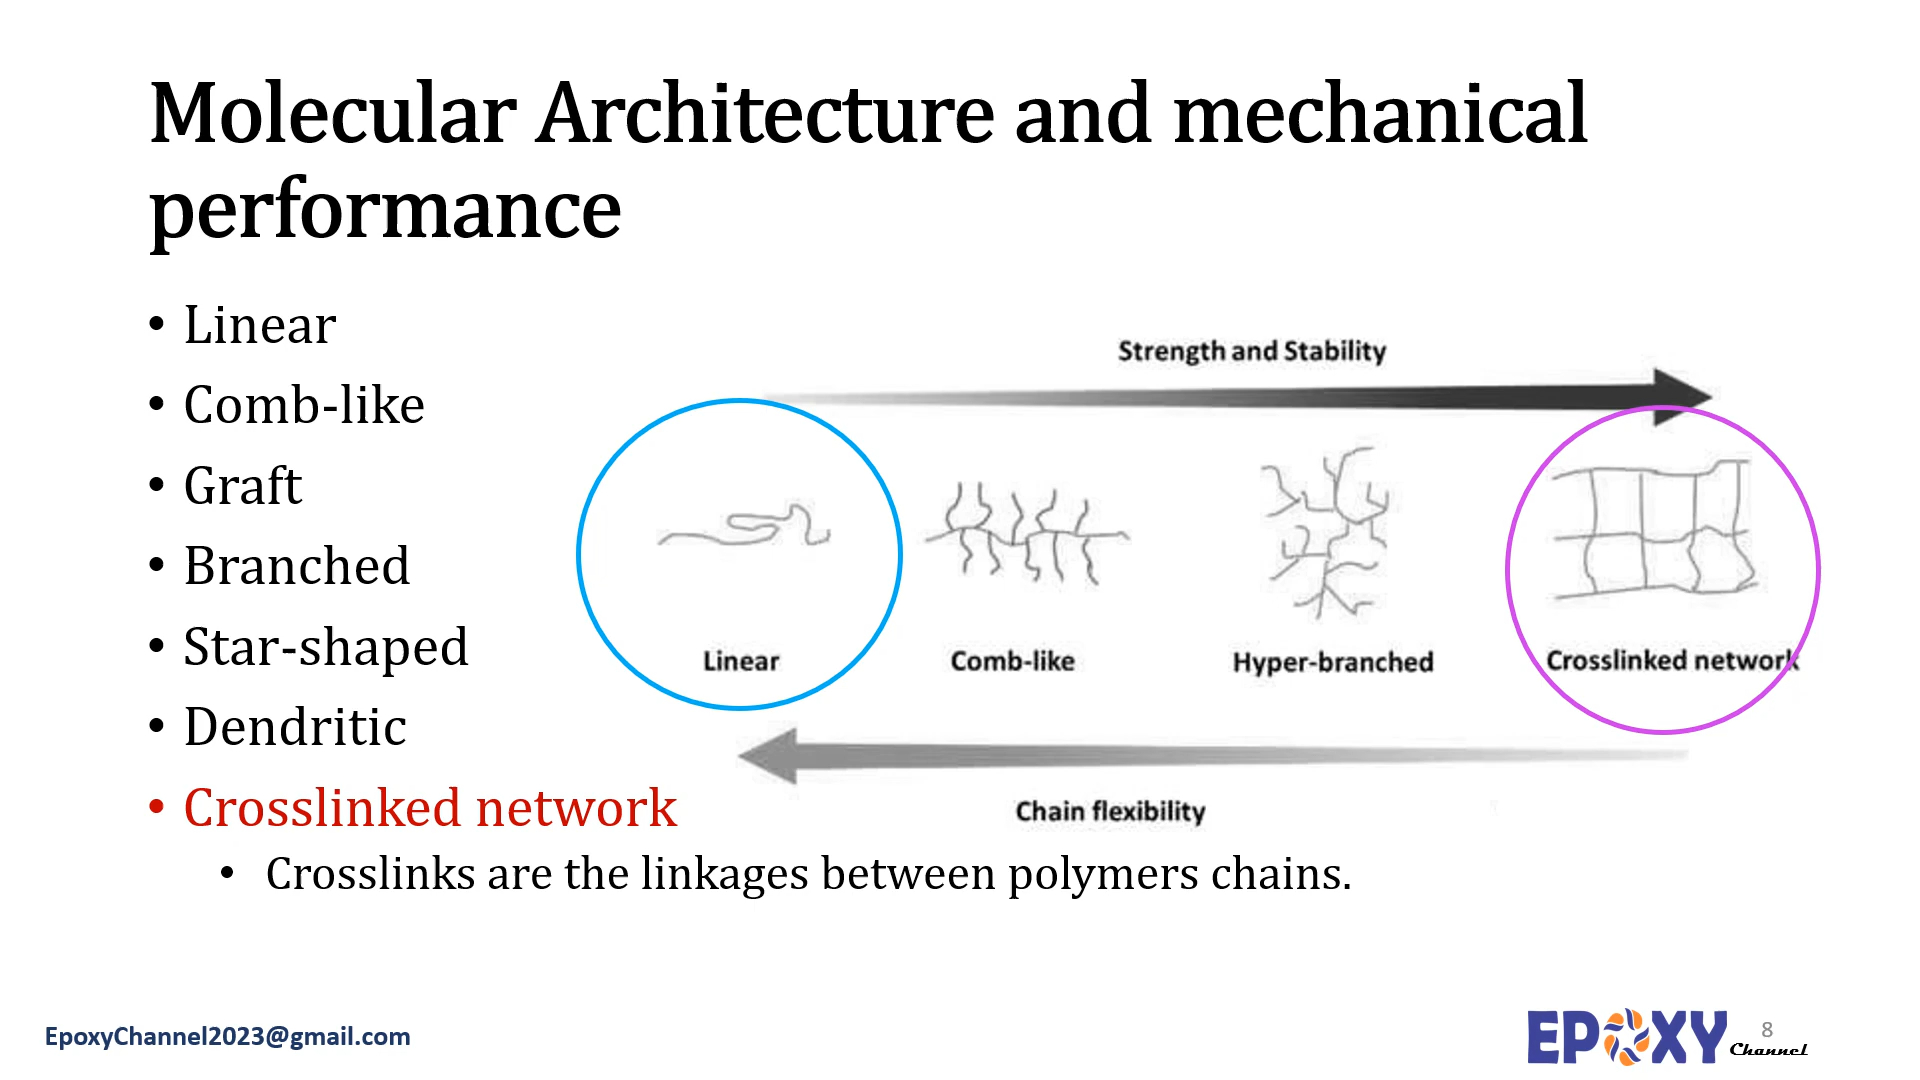 Molecular Architecture and mechanical
performance
• Linear
• Comb-like
• Graft
• Branched
• Star-shaped
• Dendritic
• Crosslinked network
• Crosslinks are the linkages between polymers chains.
Strength and Stability
Linear
Comb-like
Hyper-branched
Crosslinked network
Chain flexibility
EpoxyChannel2023@gmail.com
EPOXY
Channel
8